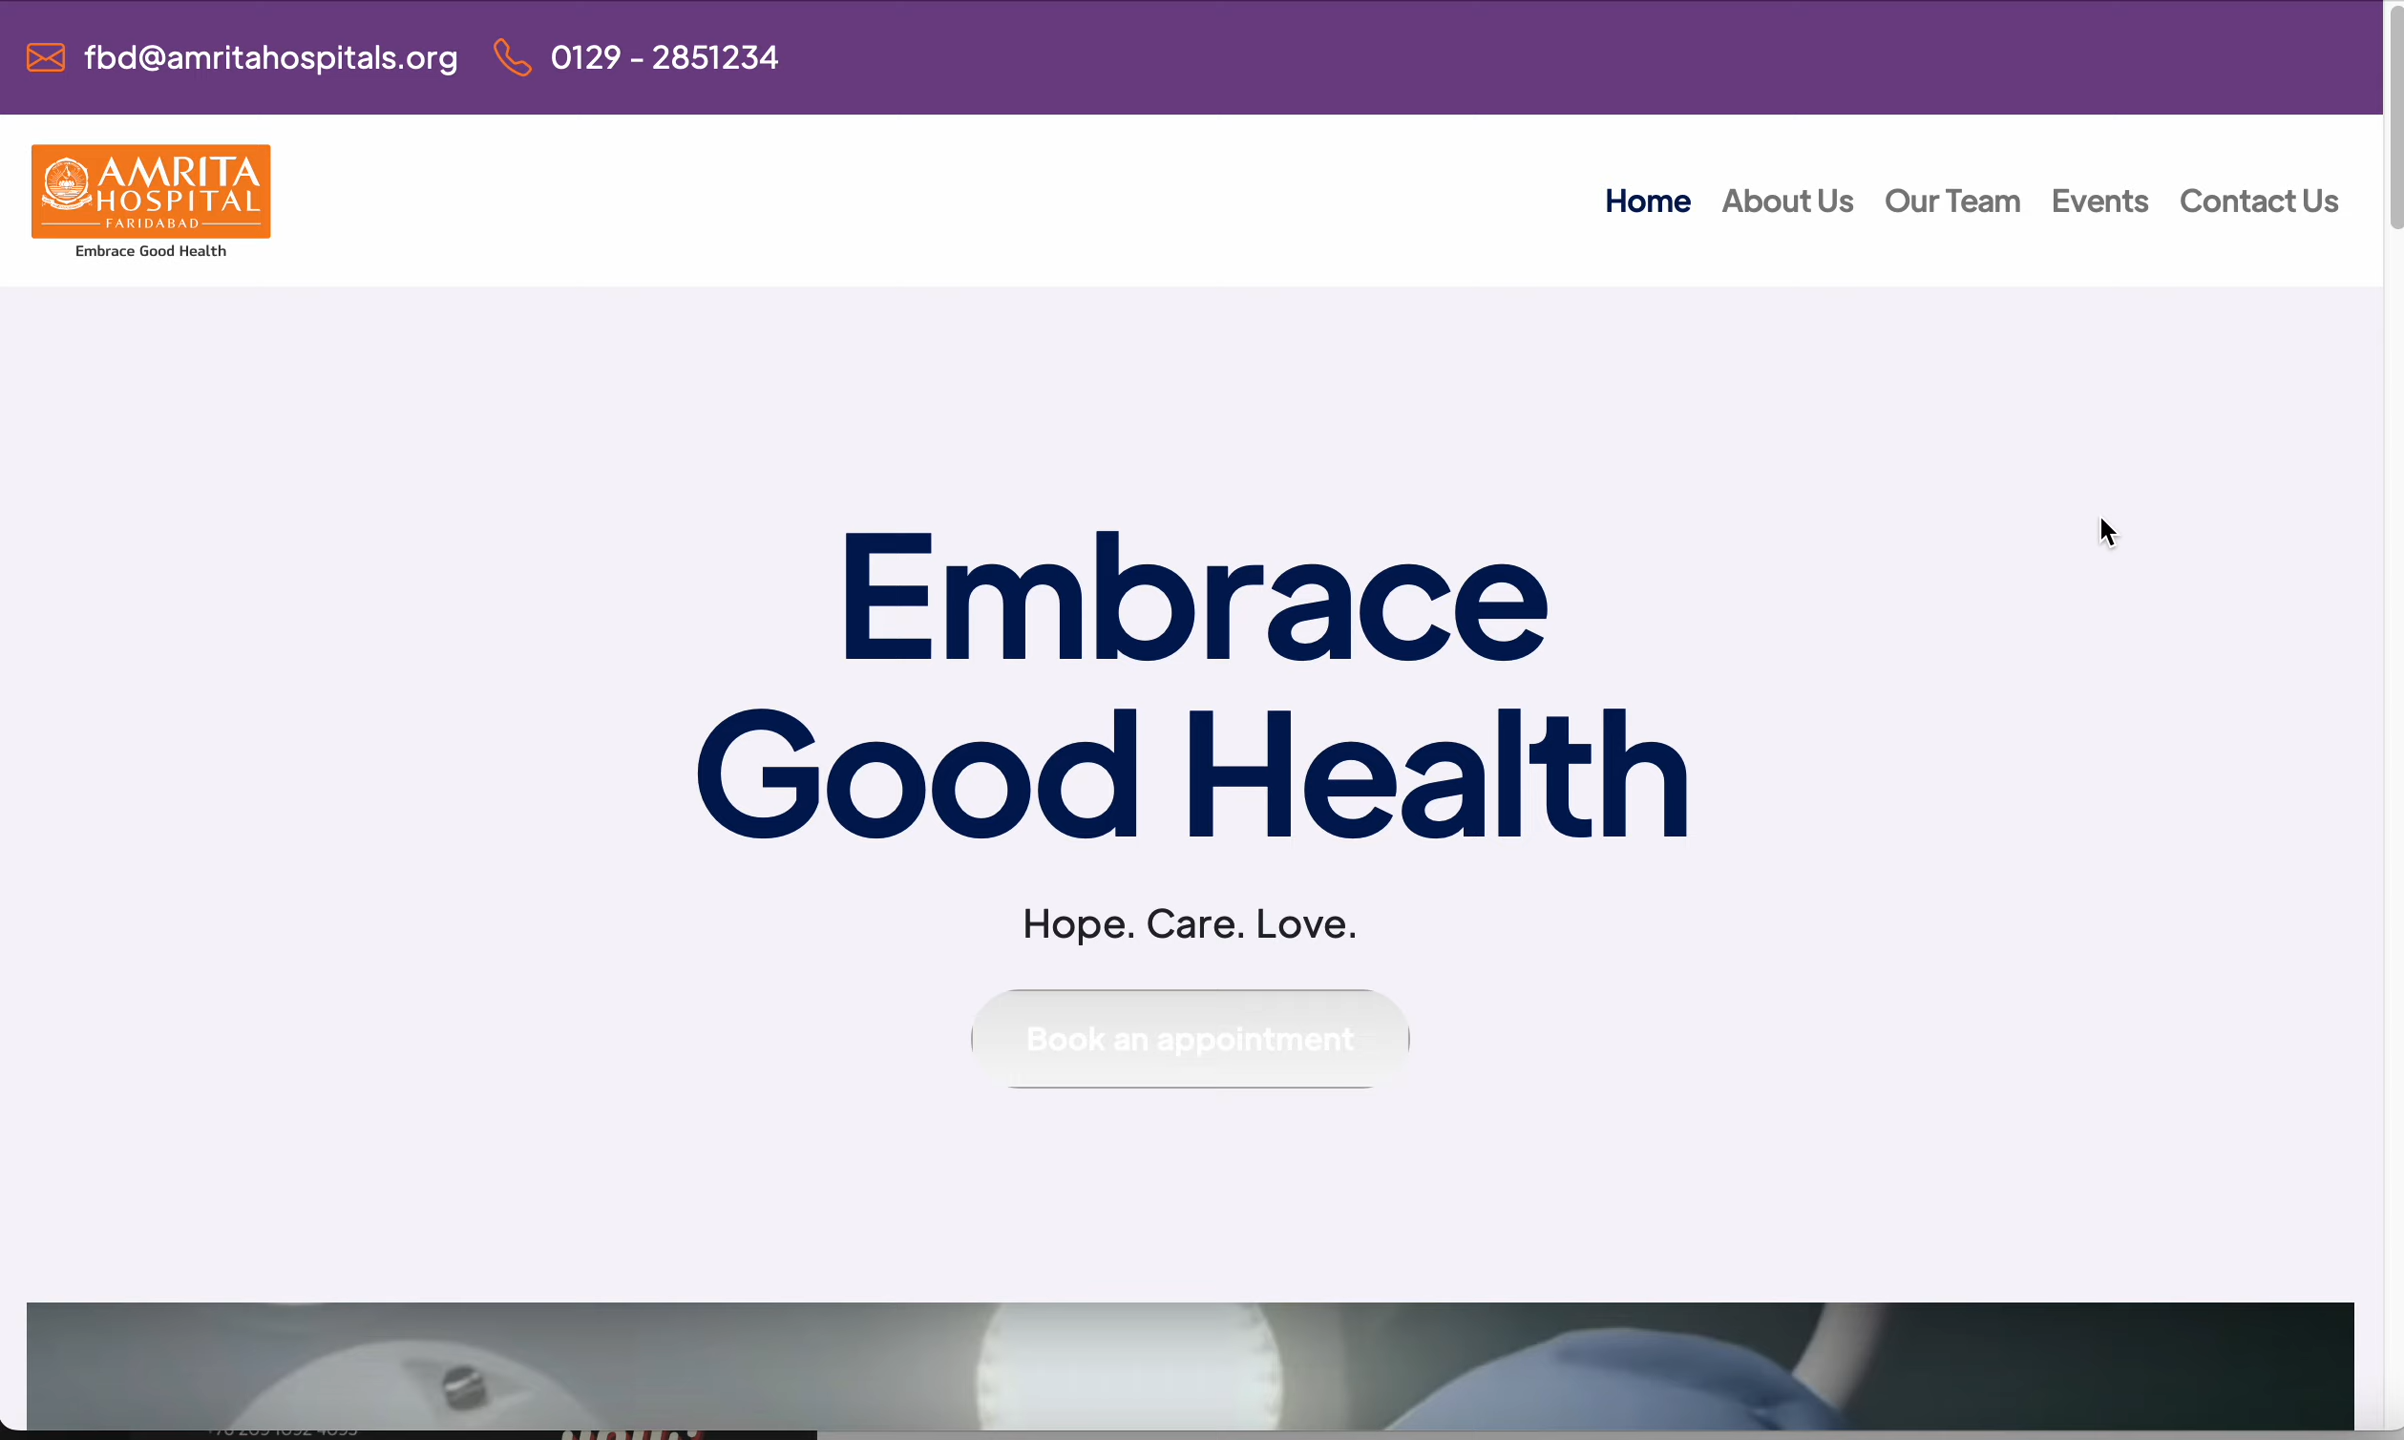 fbd@amritahospitals.org 0129 - 2851234
AMRITA
HOSPITAL
FARIDABAD
Embrace Good Health
Home About Us Our Team Events Contact Us
Embrace
Good Health
Hope. Care. Love.
Book an appointment